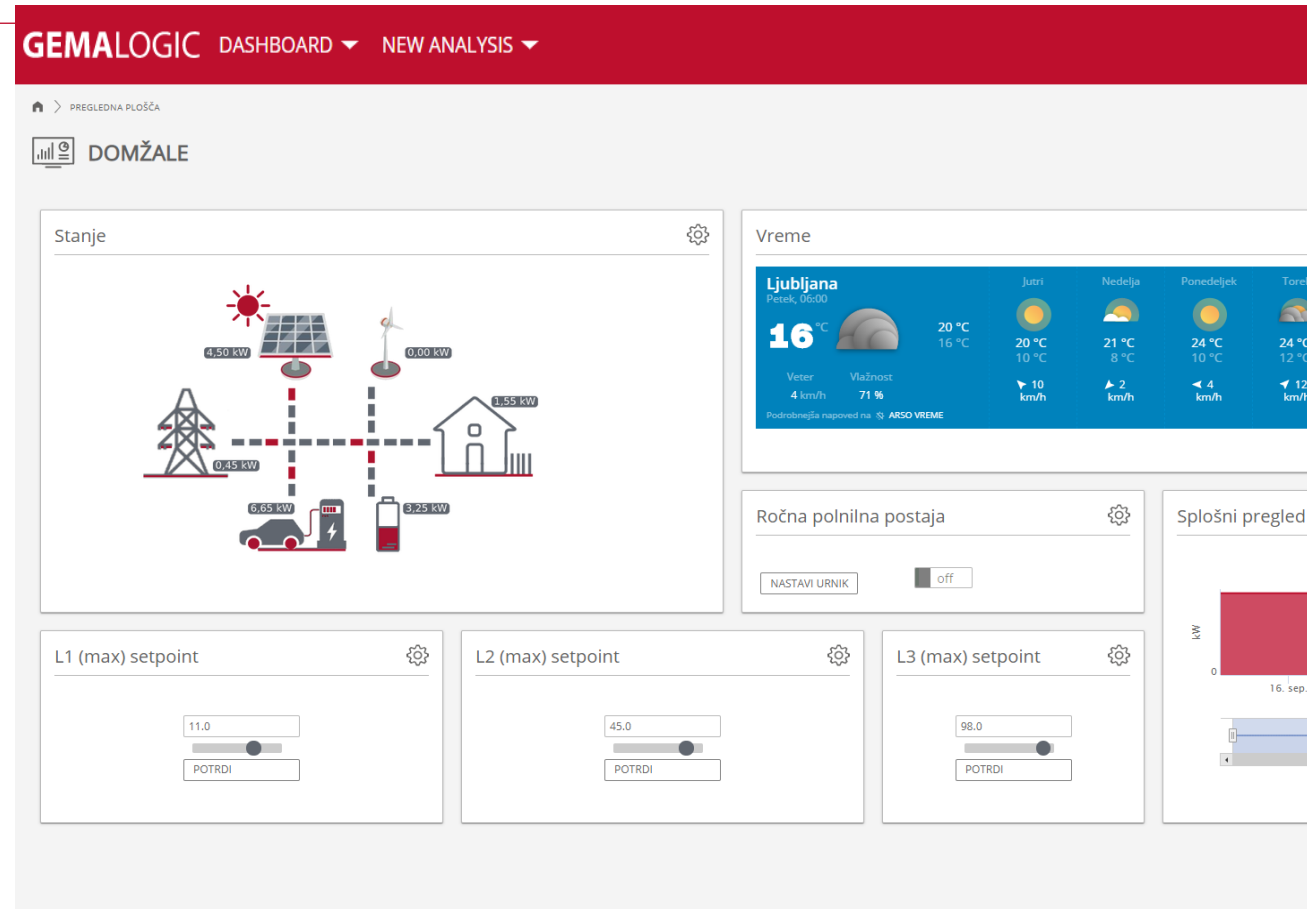 GEMALOGIC DASHBOARD NEW ANALYSIS
PREGLEDNA PLOŠČA
DOMŽALE
Stanje
4,50 kW
0,00 kW
1,55 kW
0,45 kW
6,65 kW
3,25 kW
Vreme
Ljubljana
Petek, 06:00
16 °C
20 °C
16 °C
Veter Vlažnost
4 km/h 71 %
Jutri Nedelja Ponedeljek
20 °C 21 °C 24 °C 24 °C
10 °C 8 °C 10 °C 12 °C
10 2 4 12
km/h km/h km/h km/h
Podrobnejša napoved na ARSO VREME
Ročna polnilna postaja
NASTAVI URNIK off
Splošni pregled
kW
0
16. sep.
L1 (max) setpoint
11.0
POTRDI
L2 (max) setpoint
45.0
POTRDI
L3 (max) setpoint
98.0
POTRDI